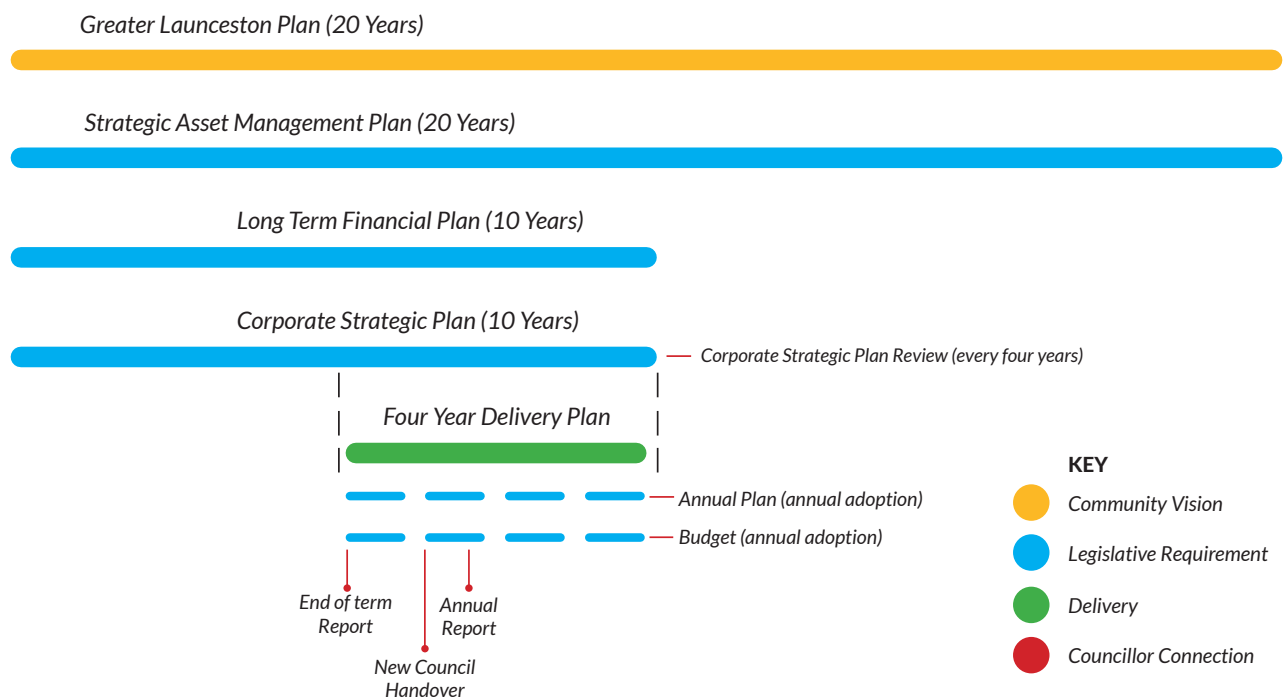 Greater Launceston Plan (20 Years)
Strategic Asset Management Plan (20 Years)
Long Term Financial Plan (10 Years)
Corporate Strategic Plan (10 Years)
Corporate Strategic Plan Review (every four years)
Four Year Delivery Plan
Annual Plan (annual adoption)
Budget (annual adoption)
End of term
Report
New Council
Handover
Annual
Report
KEY
Community Vision
Legislative Requirement
Delivery
Councillor Connection